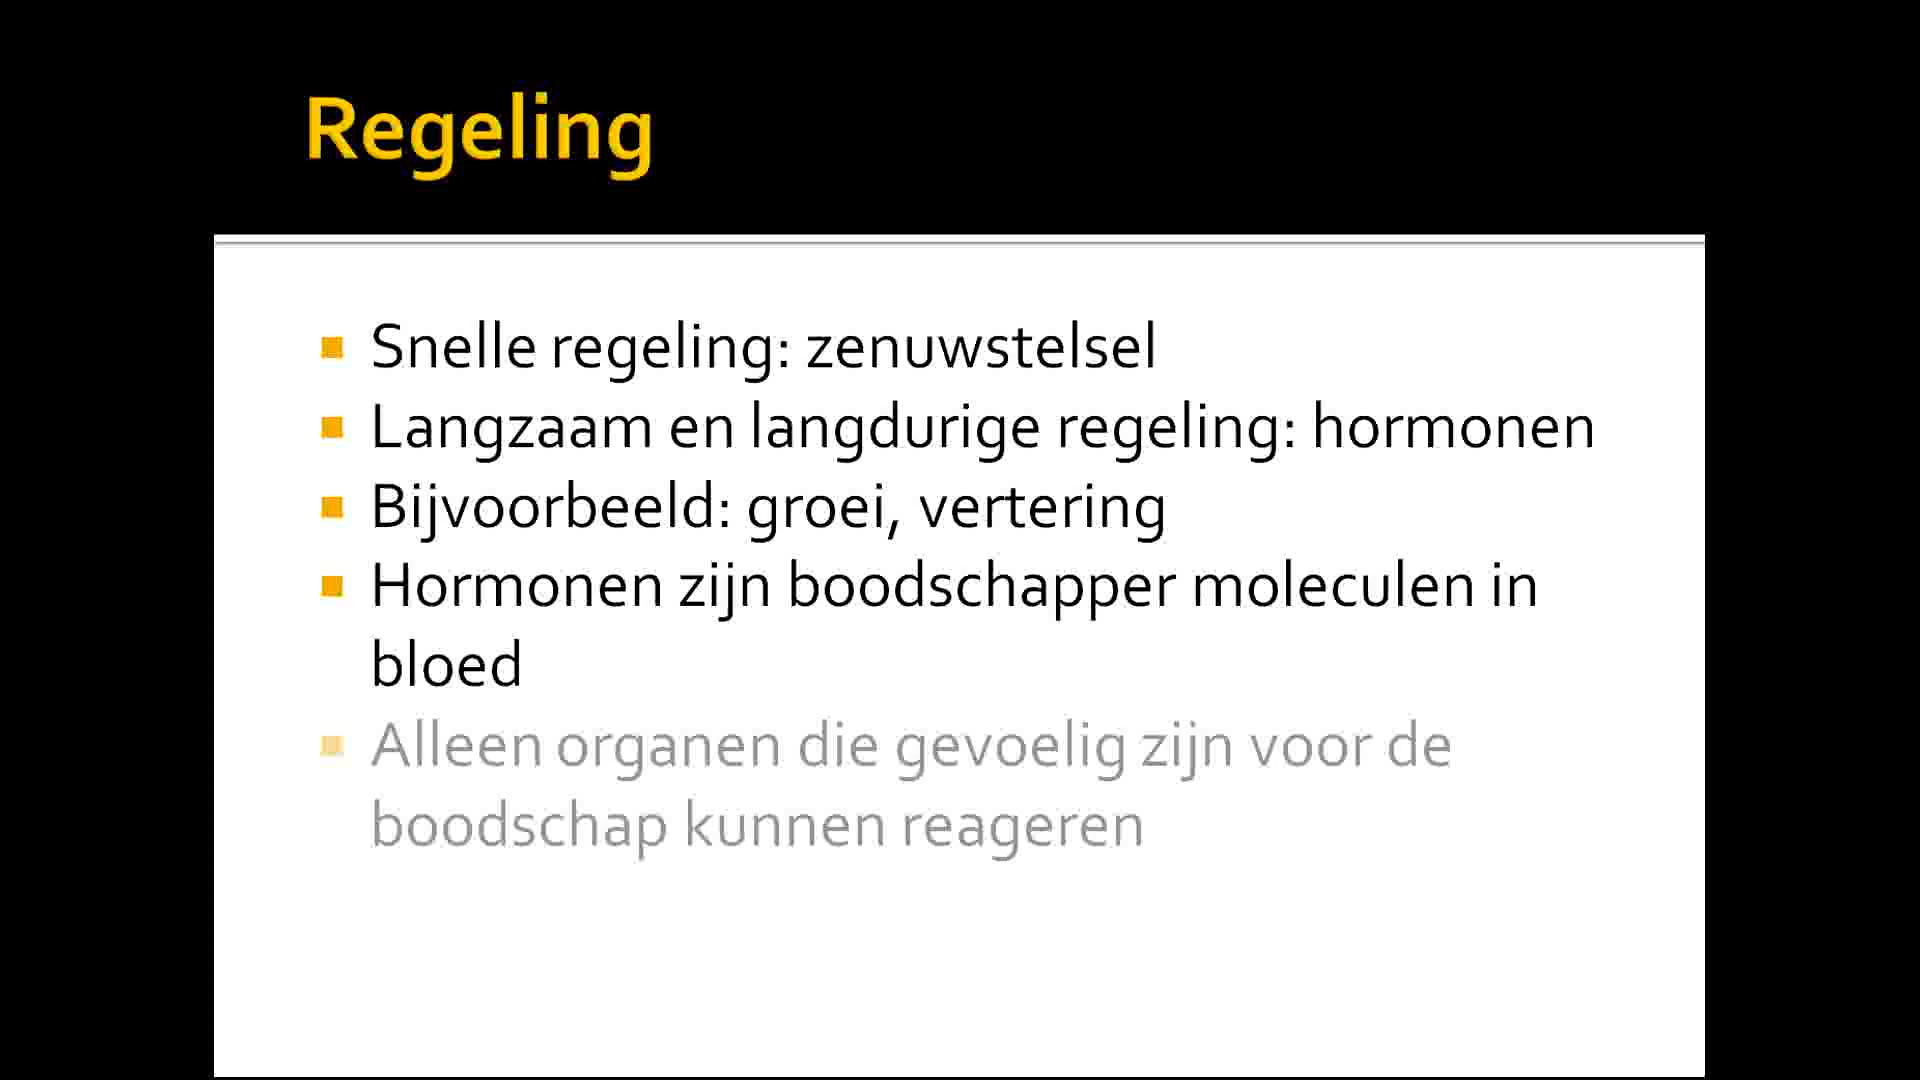 Regeling
Snelle regeling: zenuwstelsel
Langzaam en langdurige regeling: hormonen
Bijvoorbeeld: groei, vertering
Hormonen zijn boodschapper moleculen in
bloed
Alleen organen die gevoelig zijn voor de
boodschap kunnen reageren